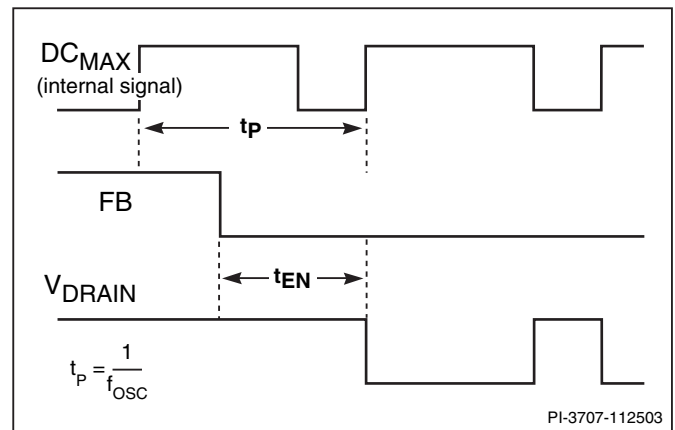 DCMAX
(internal signal)
tP
FB
tEN
VDRAIN
tP = 1/fOSC
PI-3707-112503